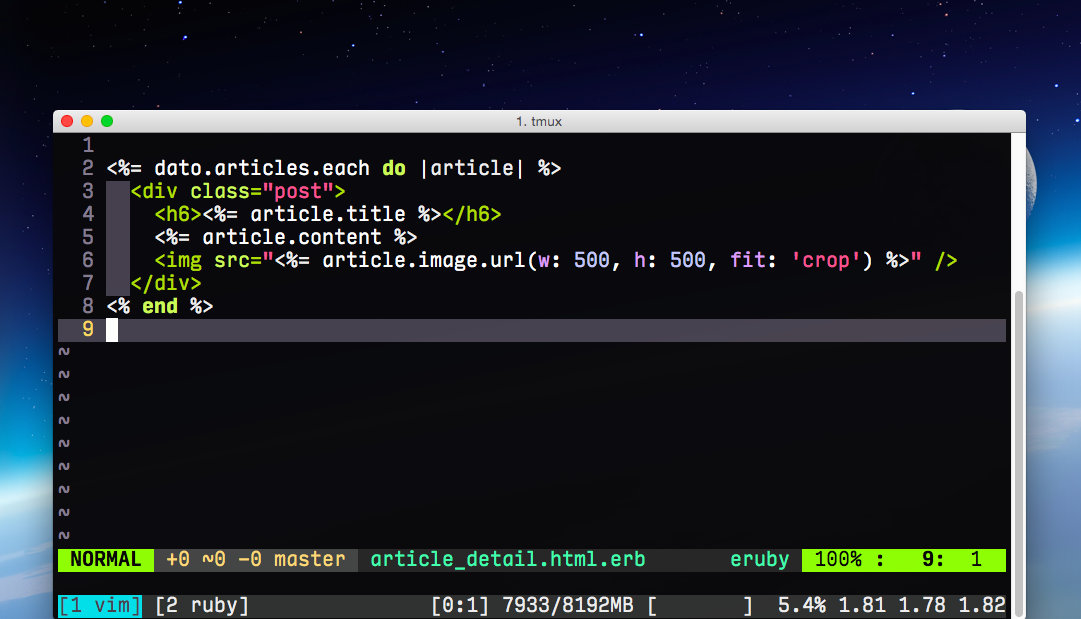 1. tmux
1
2 <%= dato.articles.each do |article| %>
3 <div class="post">
4 <h6><%= article.title %></h6>
5 <%= article.content %>
6 <img src="<%= article.image.url(w: 500, h: 500, fit: 'crop') %>" />
7 </div>
8 <% end %>
9
~
~
~
~
~
~
~
~
~
NORMAL +0 ~0 -0 master article_detail.html.erb eruby 100% : 9: 1
[1 vim] [2 ruby] [0:1] 7933/8192MB [ ] 5.4% 1.81 1.78 1.82